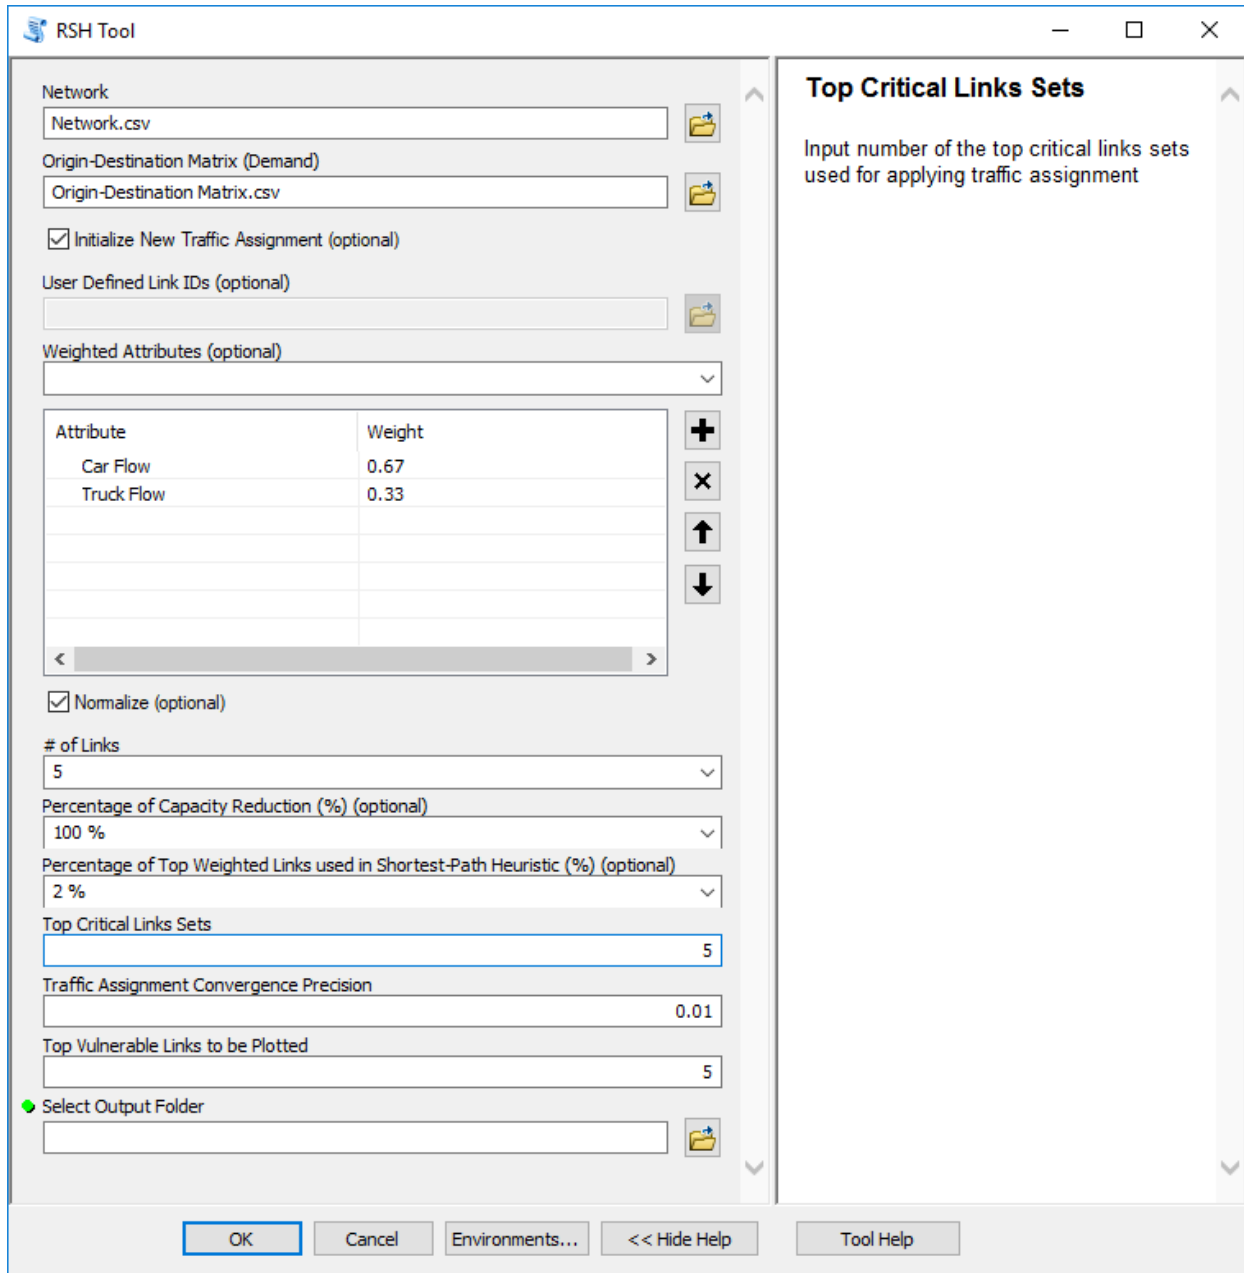 RSH Tool
Network
Network.csv
Origin-Destination Matrix (Demand)
Origin-Destination Matrix.csv
Initialize New Traffic Assignment (optional)
User Defined Link IDs (optional)
Weighted Attributes (optional)
Attribute Weight
Car Flow 0.67
Truck Flow 0.33
Normalize (optional)
# of Links
5
Percentage of Capacity Reduction (%) (optional)
100 %
Percentage of Top Weighted Links used in Shortest-Path Heuristic (%) (optional)
2 %
Top Critical Links Sets
5
Traffic Assignment Convergence Precision
0.01
Top Vulnerable Links to be Plotted
5
Select Output Folder
Top Critical Links Sets
Input number of the top critical links sets
used for applying traffic assignment
OK Cancel Environments... << Hide Help Tool Help